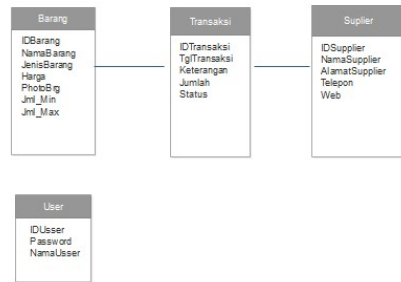 Barang
IDBarang
NamaBarang
JenisBarang
Harga
PhotoBrg
Jml_Min
Jml_Max
Transaksi
IDTransaksi
TglTransaksi
Keterangan
Jumlah
Status
Suplier
IDSupplier
NamaSupplier
AlamatSupplier
Telepon
Web
User
IDUsser
Password
NamaUsser